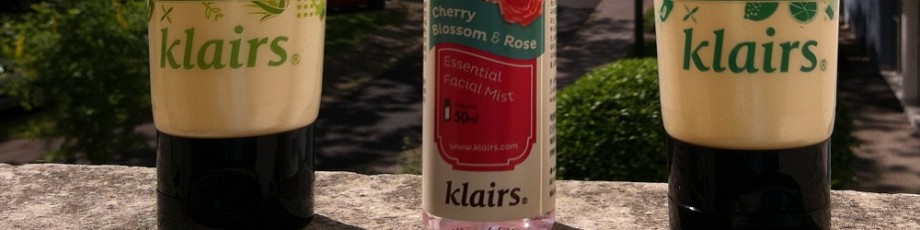 klairs®
Cherry
Blossom & Rose
Essential
Facial Mist
50ml
www.klairs.com
klairs®
klairs®